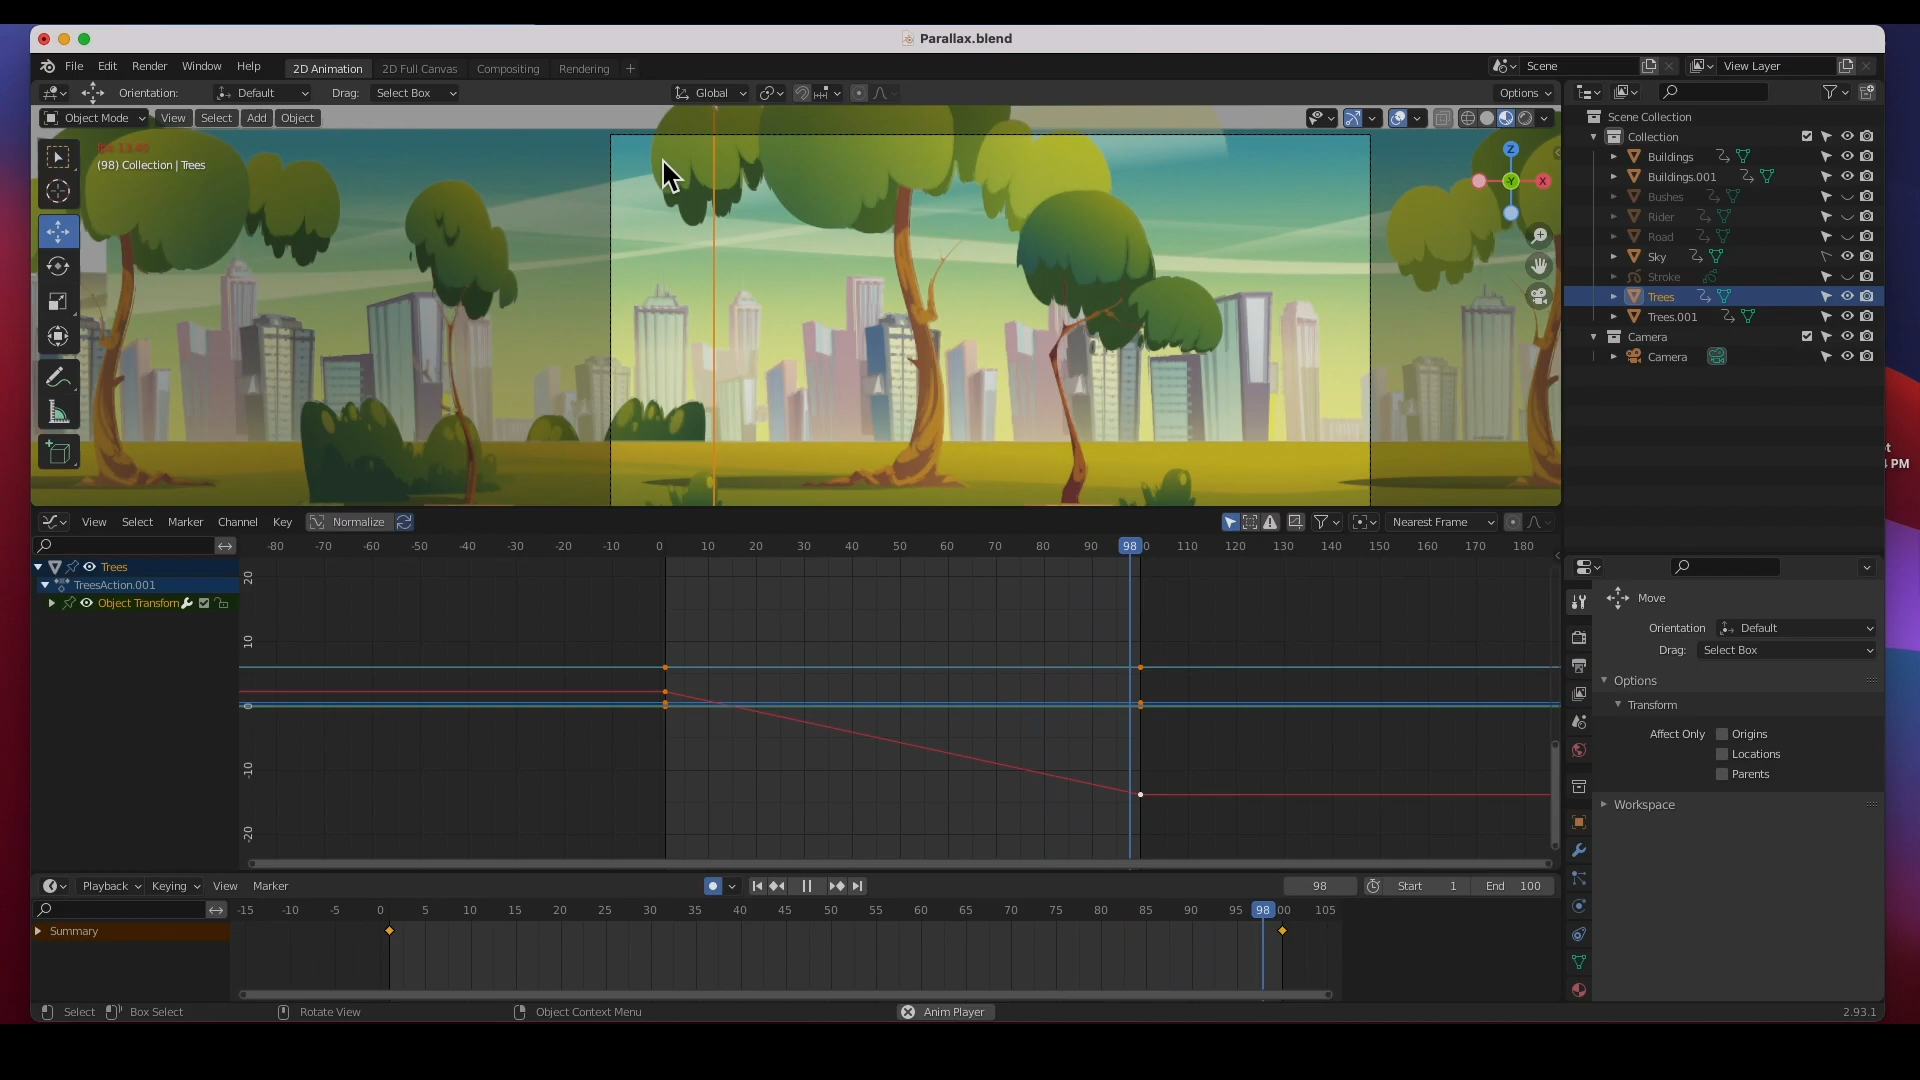 Parallax.blend
File Edit Render Window Help 2D Animation 2D Full Canvas Compositing Rendering + Scene View Layer
Orientation: Default Drag: Select Box Global Options
Object Mode View Select Add Object
fps 13.40
(98) Collection | Trees
Z
Y
X
Scene Collection
Collection
Buildings
Buildings.001
Bushes
Rider
Road
Sky
Stroke
Trees
Trees.001
Camera
Camera
PM
View Select Marker Channel Key Normalize Nearest Frame
-80 -70 -60 -50 -40 -30 -20 -10 0 10 20 30 40 50 60 70 80 90 98 0 110 120 130 140 150 160 170 180
Trees
TreesAction.001
Object Transform
20
10
0
-10
-20
Move
Orientation Default
Drag: Select Box
Options
Transform
Affect Only Origins
Locations
Parents
Workspace
Playback Keying View Marker 98 Start 1 End 100
-15 -10 -5 0 5 10 15 20 25 30 35 40 45 50 55 60 65 70 75 80 85 90 95 98 00 105
Summary
Select Box Select Rotate View Object Context Menu Anim Player 2.93.1